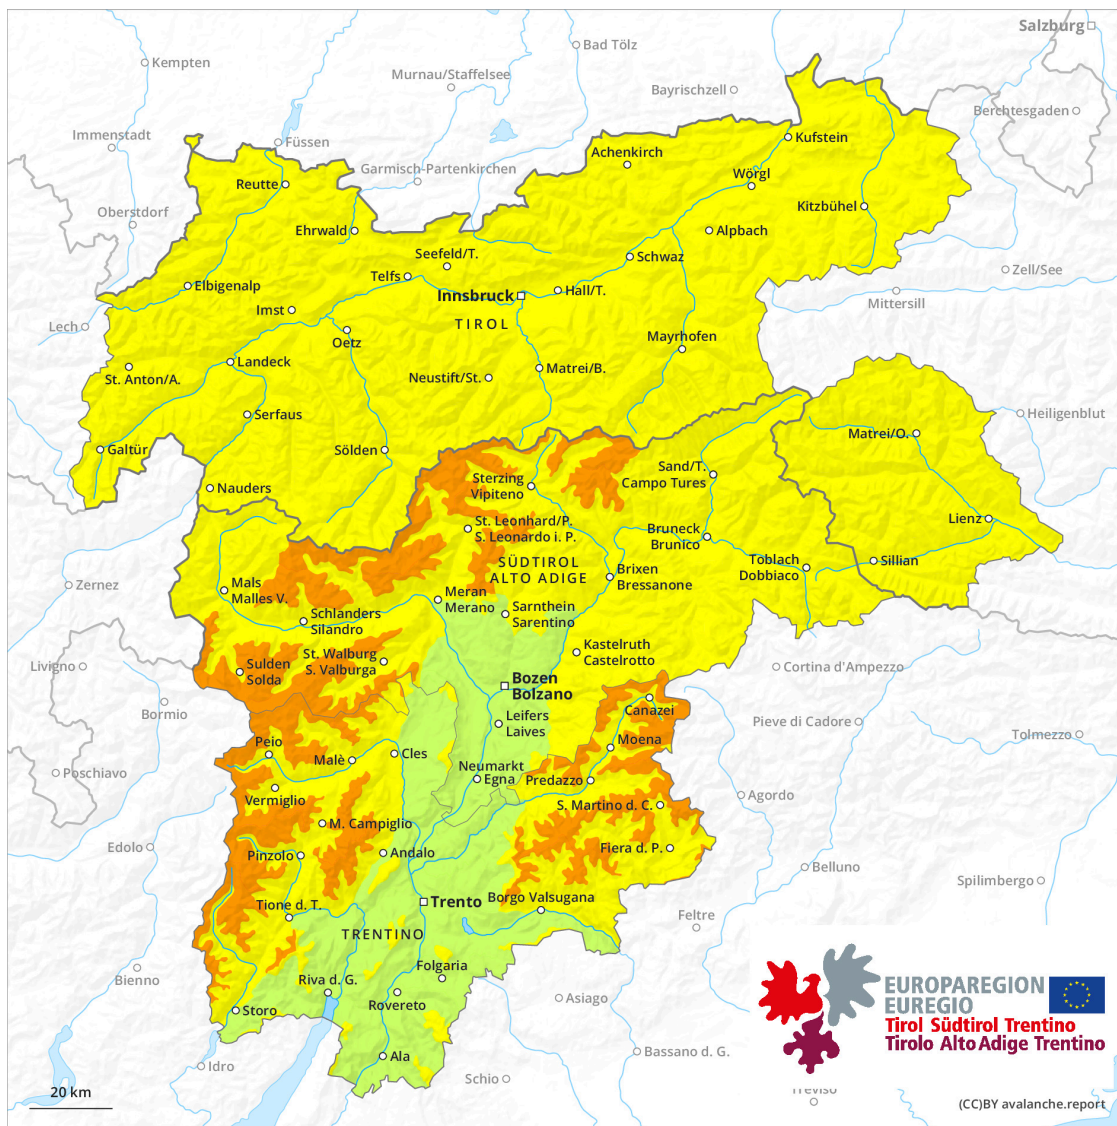 Salzburg
Bad Tölz
Kempten
Murnau/Staffelsee
Bayrischzell
Berchtesgaden
Immenstadt
Füssen
Kufstein
Achenkirch
Garmisch-Partenkirchen
Wörgl
Reutte
Oberstdorf
Kitzbühel
Ehrwald
Alpbach
Seefeld/T.
Schwaz
Zell/See
Telfs
Elbigenalp
Hall/T.
Innsbruck
Mittersill
Imst
TIROL
Lech
Oetz
Mayrhofen
Landeck
Matrei/B.
St. Anton/A.
Neustift/St.
Serfaus
Heiligenblut
Matrei/O.
Galtür
Sölden
Sand/T.
Campo Tures
Sterzing
Vipiteno
Nauders
St. Leonhard/P.
S. Leonardo i. P.
Lienz
Bruneck
Brunico
SÜDTIROL
ALTO ADIGE
Toblach
Dobbiaco
Sillian
Brixen
Bressanone
Zernez
Mals
Malles V.
Meran
Merano
Sarnthein
Sarentino
Schlanders
Silandro
Kastelruth
Castelrotto
St. Walburg
S. Valburga
Livigno
Sulden
Solda
Cortina d'Ampezzo
Bozen
Bolzano
Bormio
Canazei
Leifers
Laives
Pieve di Cadore
Tolmezzo
Peio
Moena
Cles
Malè
Poschiavo
Neumarkt
Egna
Predazzo
Vermiglio
Agordo
S. Martino d. C.
M. Campiglio
Edolo
Fiera d. P.
Andalo
Pinzolo
Belluno
Spilimbergo
Trento
Borgo Valsugana
Tione d. T.
Feltre
TRENTINO
Folgaria
Bienno
Riva d. G.
Asiago
Rovereto
Storo
EUROPAREGION
EUREGIO
Tirol Südtirol Trentino
Tirolo Alto Adige Trentino
Bassano d. G.
Ala
Idro
Schio
Treviso
20 km
(CC)BY avalanche.report